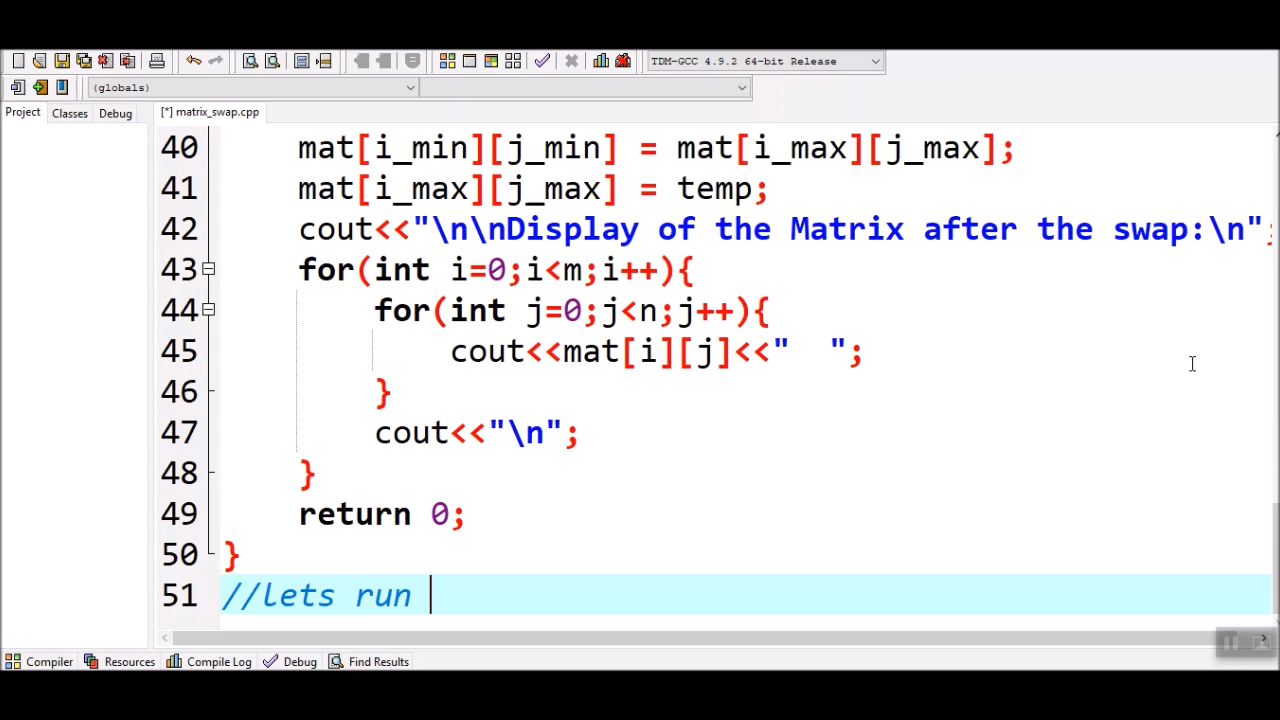 TDM-GCC 4.9.2 64-bit Release
(globals)
Project Classes Debug [*] matrix_swap.cpp
40 mat[i_min][j_min] = mat[i_max][j_max];
41 mat[i_max][j_max] = temp;
42 cout<<"\n\nDisplay of the Matrix after the swap:\n";
43 for(int i=0;i<m;i++){
44 for(int j=0;j<n;j++){
45 cout<<mat[i][j]<<"  ";
46 }
47 cout<<"\n";
48 }
49 return 0;
50 }
51 //lets run
Compiler Resources Compile Log Debug Find Results